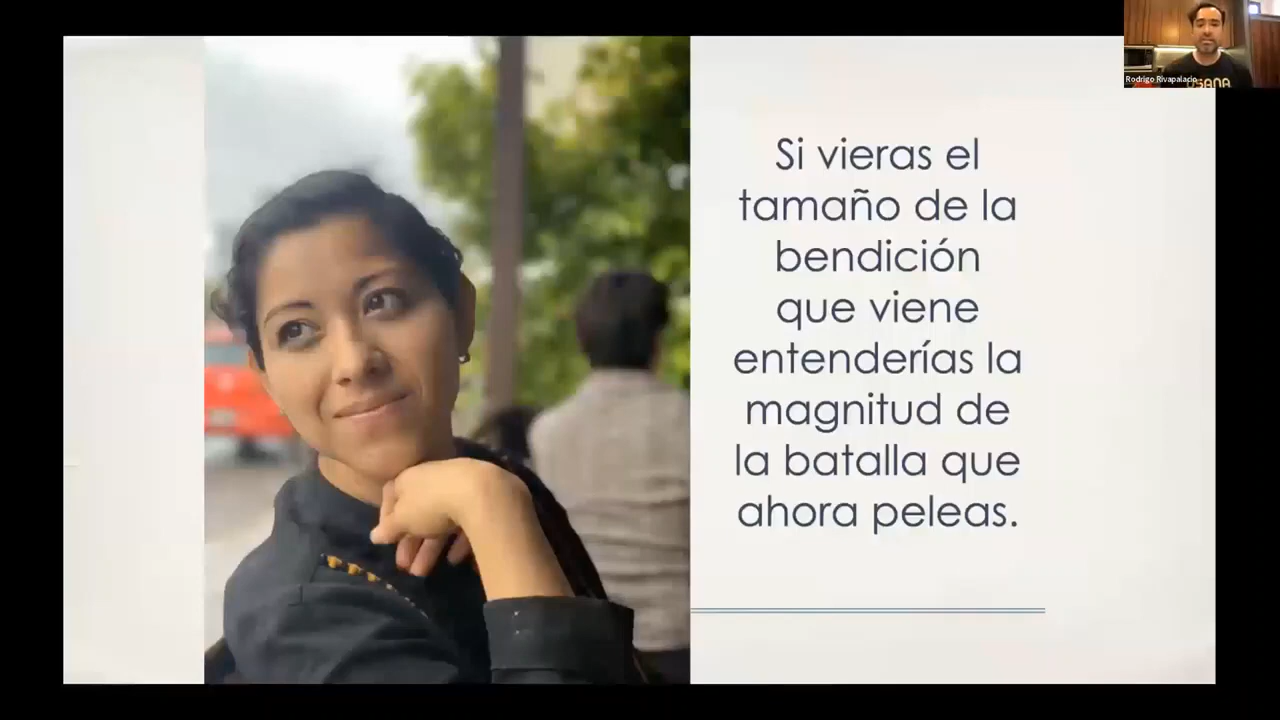 Rodrigo Rivapalacio
USANA
Si vieras el
tamaño de la
bendición
que viene
entenderías la
magnitud de
la batalla que
ahora peleas.